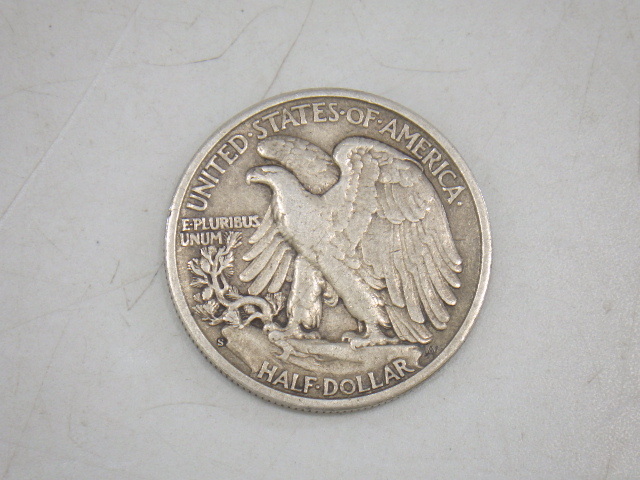 UNITED·STATES·OF·AMERICA·
E·PLURIBUS
UNUM
S
HALF·DOLLAR